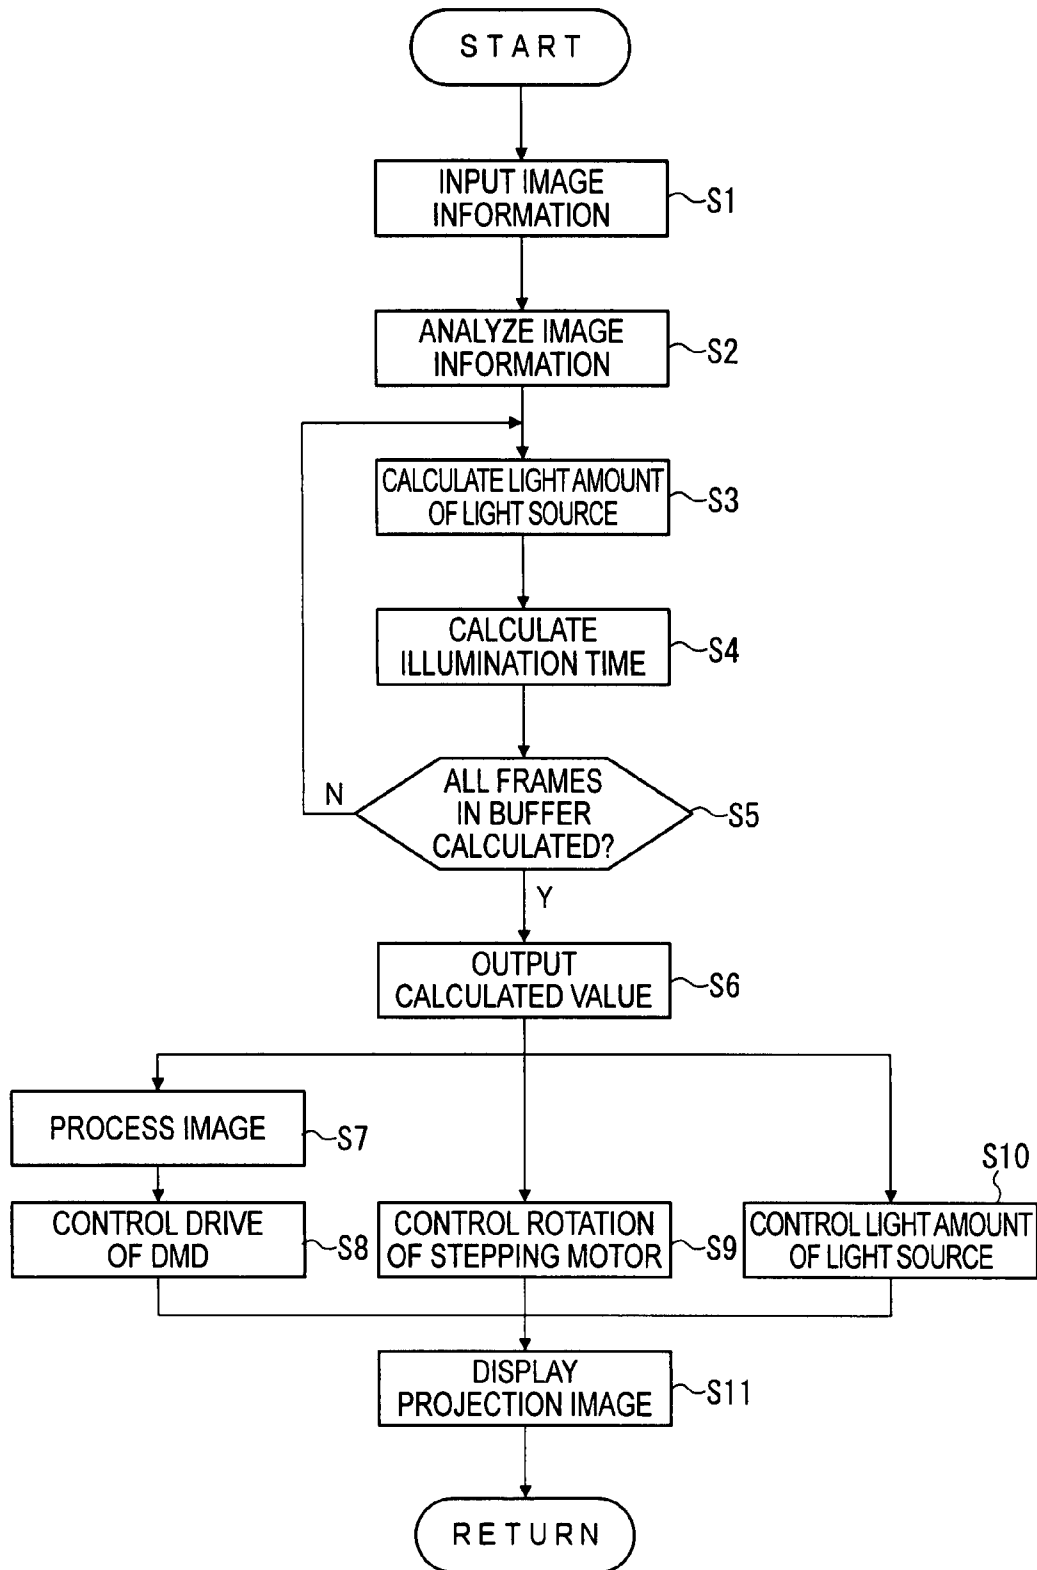 START
INPUT IMAGE
INFORMATION
S1
ANALYZE IMAGE
INFORMATION
S2
CALCULATE LIGHT AMOUNT
OF LIGHT SOURCE
S3
CALCULATE
ILLUMINATION TIME
S4
ALL FRAMES
IN BUFFER
CALCULATED?
S5
N
Y
OUTPUT
CALCULATED VALUE
S6
PROCESS IMAGE
S7
CONTROL DRIVE
OF DMD
S8
CONTROL ROTATION
OF STEPPING MOTOR
S9
S10
CONTROL LIGHT AMOUNT
OF LIGHT SOURCE
DISPLAY
PROJECTION IMAGE
S11
RETURN